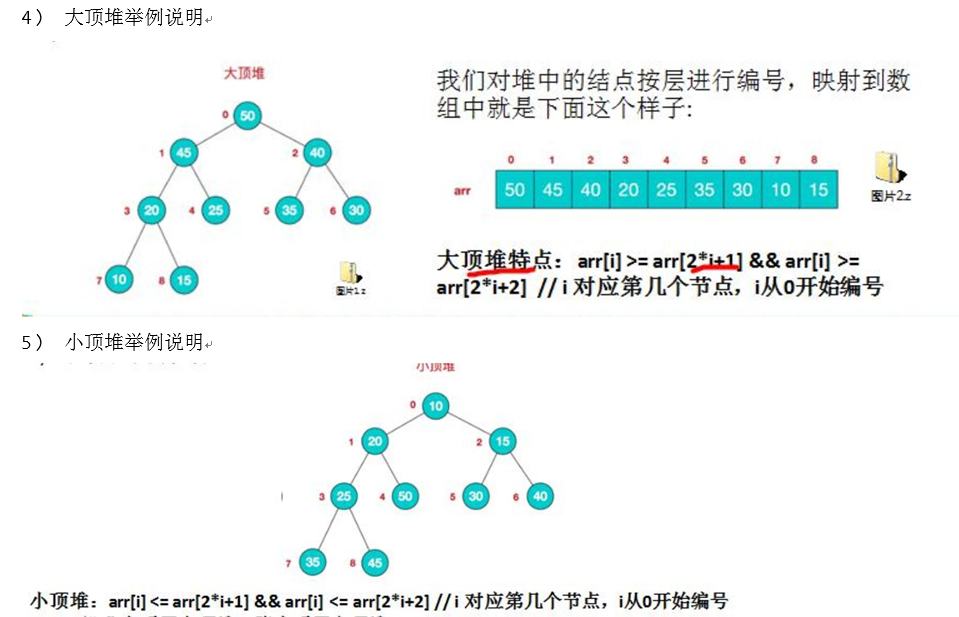 4） 大顶堆举例说明
大顶堆
0 50
1 45 2 40
3 20 4 25 5 35 6 30
7 10 8 15
图片1.z
我们对堆中的结点按层进行编号，映射到数
组中就是下面这个样子:
0 1 2 3 4 5 6 7 8
arr 50 45 40 20 25 35 30 10 15
图片2.z
大顶堆特点：arr[i] >= arr[2*i+1] && arr[i] >=
arr[2*i+2] // i 对应第几个节点，i从0开始编号
5） 小顶堆举例说明
小顶堆
0 10
1 20 2 15
3 25 4 50 5 30 6 40
7 35 8 45
小顶堆：arr[i] <= arr[2*i+1] && arr[i] <= arr[2*i+2] // i 对应第几个节点，i从0开始编号